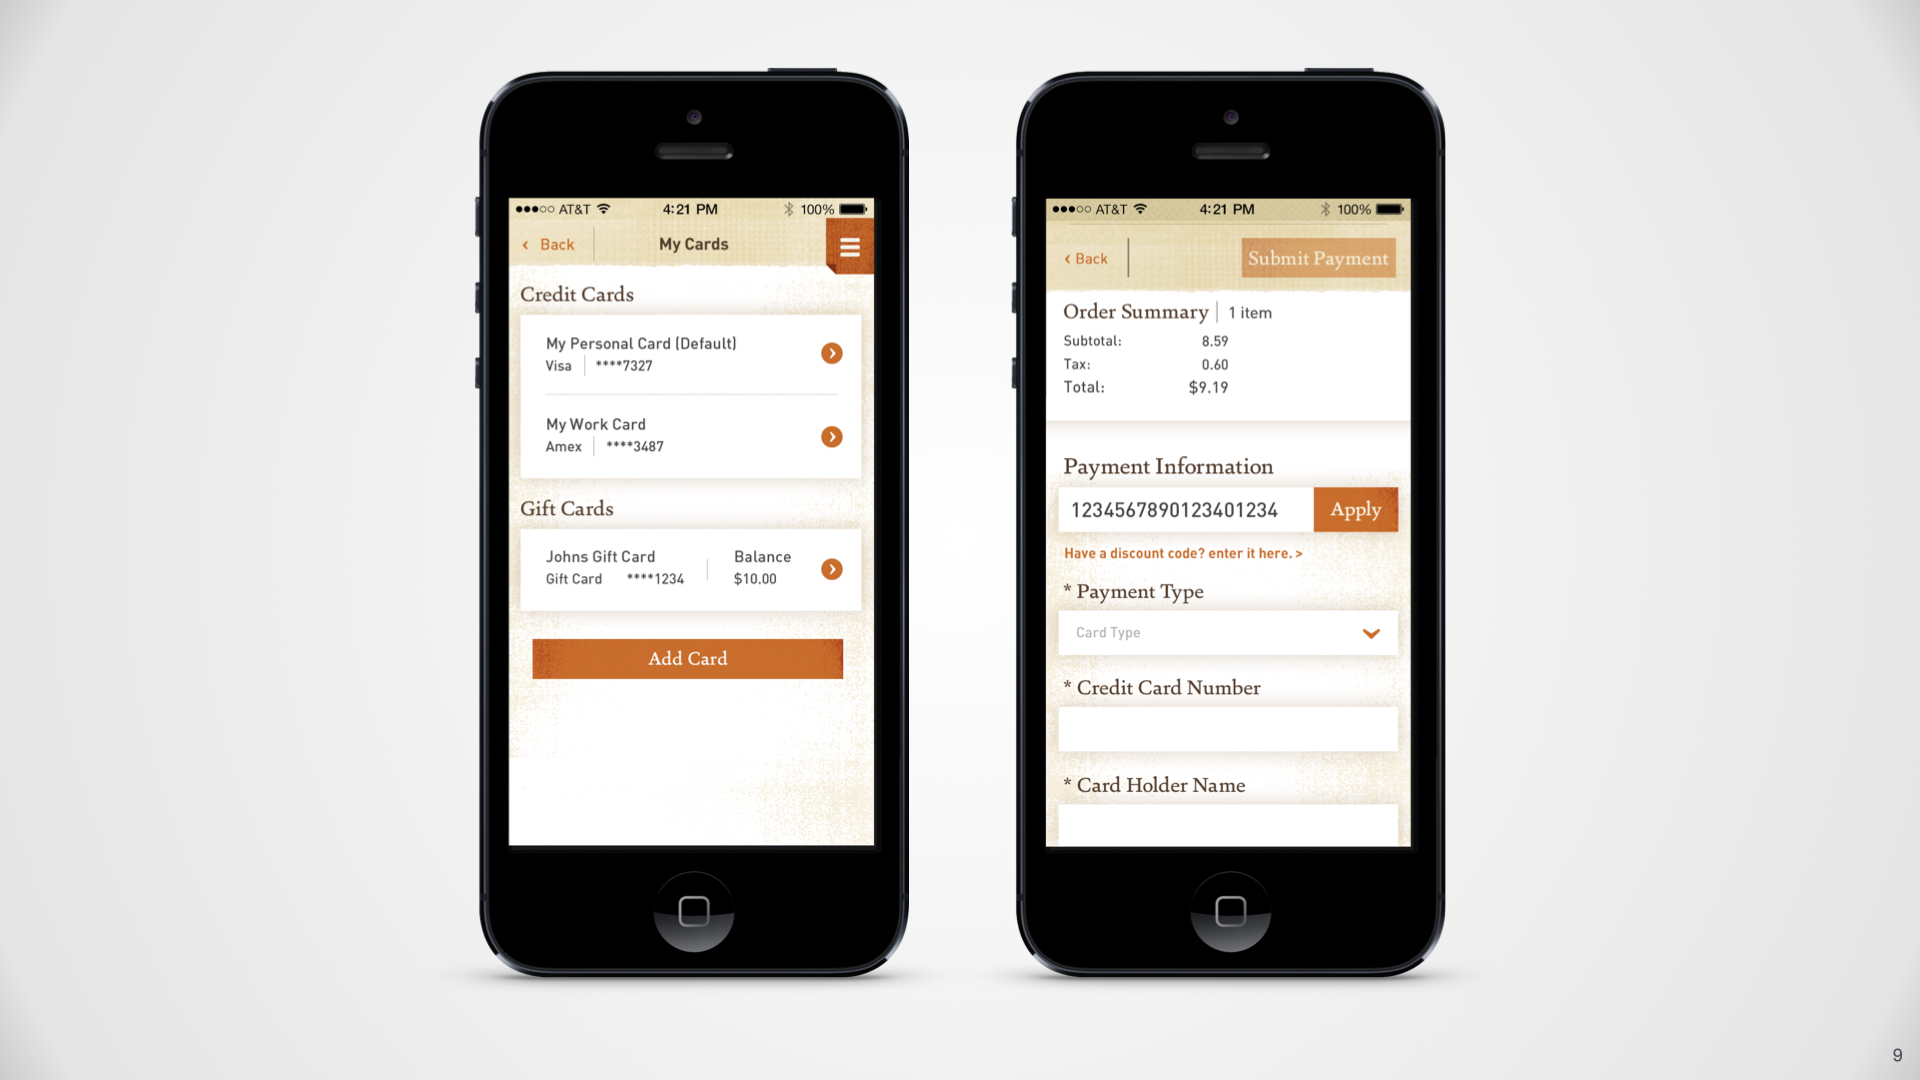 ●●●○○ AT&T 4:21 PM 100%
‹ Back My Cards
Credit Cards
My Personal Card (Default)
Visa ****7327
My Work Card
Amex ****3487
Gift Cards
Johns Gift Card Balance
Gift Card ****1234 $10.00
Add Card
●●●○○ AT&T 4:21 PM 100%
‹ Back Submit Payment
Order Summary 1 item
Subtotal: 8.59
Tax: 0.60
Total: $9.19
Payment Information
1234567890123401234 Apply
Have a discount code? enter it here. >
* Payment Type
Card Type
* Credit Card Number
* Card Holder Name
9